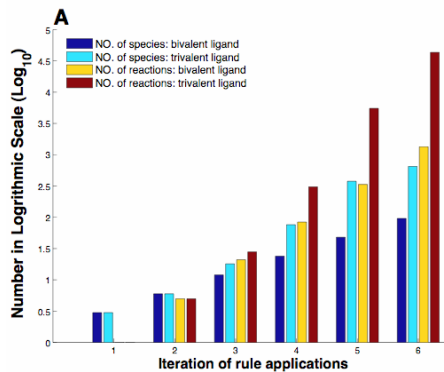 A
NO. of species: bivalent ligand
NO. of species: trivalent ligand
NO. of reactions: bivalent ligand
NO. of reactions: trivalent ligand
Number in Logrithmic Scale (Log10)
5
4.5
4
3.5
3
2.5
2
1.5
1
0.5
0
1 2 3 4 5 6
Iteration of rule applications